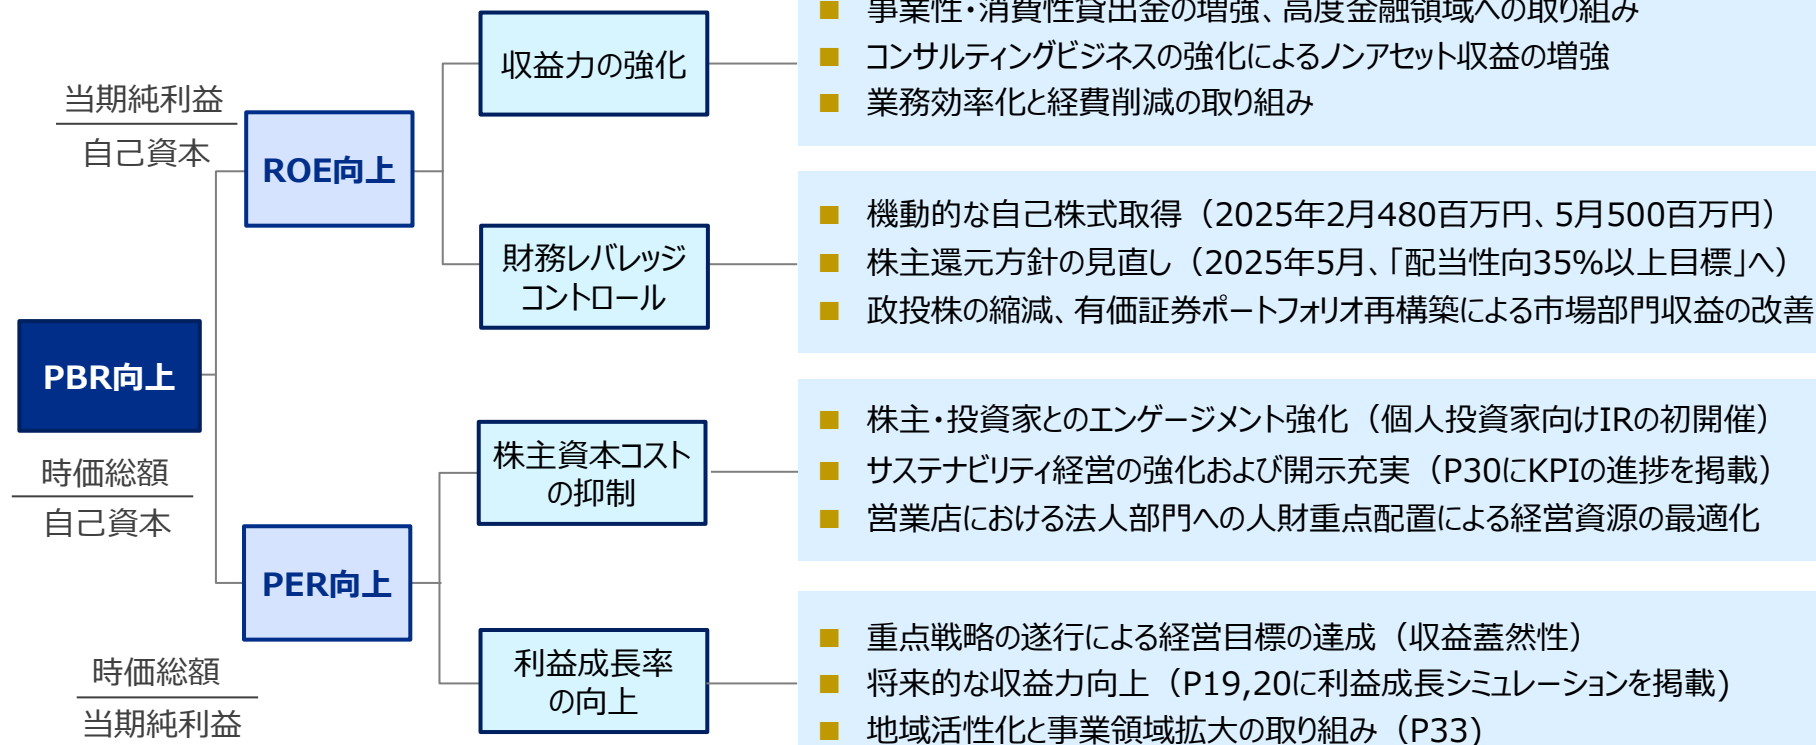 PBR向上
時価総額
自己資本
当期純利益
自己資本
ROE向上
時価総額
当期純利益
PER向上
収益力の強化
■ 事業性・消費性貸出金の増強、高度金融領域への取り組み
■ コンサルティングビジネスの強化によるノンアセット収益の増強
■ 業務効率化と経費削減の取り組み
財務レバレッジ
コントロール
■ 機動的な自己株式取得（2025年2月480百万円、5月500百万円）
■ 株主還元方針の見直し（2025年5月、「配当性向35%以上目標」へ）
■ 政投株の縮減、有価証券ポートフォリオ再構築による市場部門収益の改善
株主資本コスト
の抑制
■ 株主・投資家とのエンゲージメント強化（個人投資家向けIRの初開催）
■ サステナビリティ経営の強化および開示充実（P30にKPIの進捗を掲載）
■ 営業店における法人部門への人財重点配置による経営資源の最適化
利益成長率
の向上
■ 重点戦略の遂行による経営目標の達成（収益蓋然性）
■ 将来的な収益力向上（P19,20に利益成長シミュレーションを掲載)
■ 地域活性化と事業領域拡大の取り組み（P33)